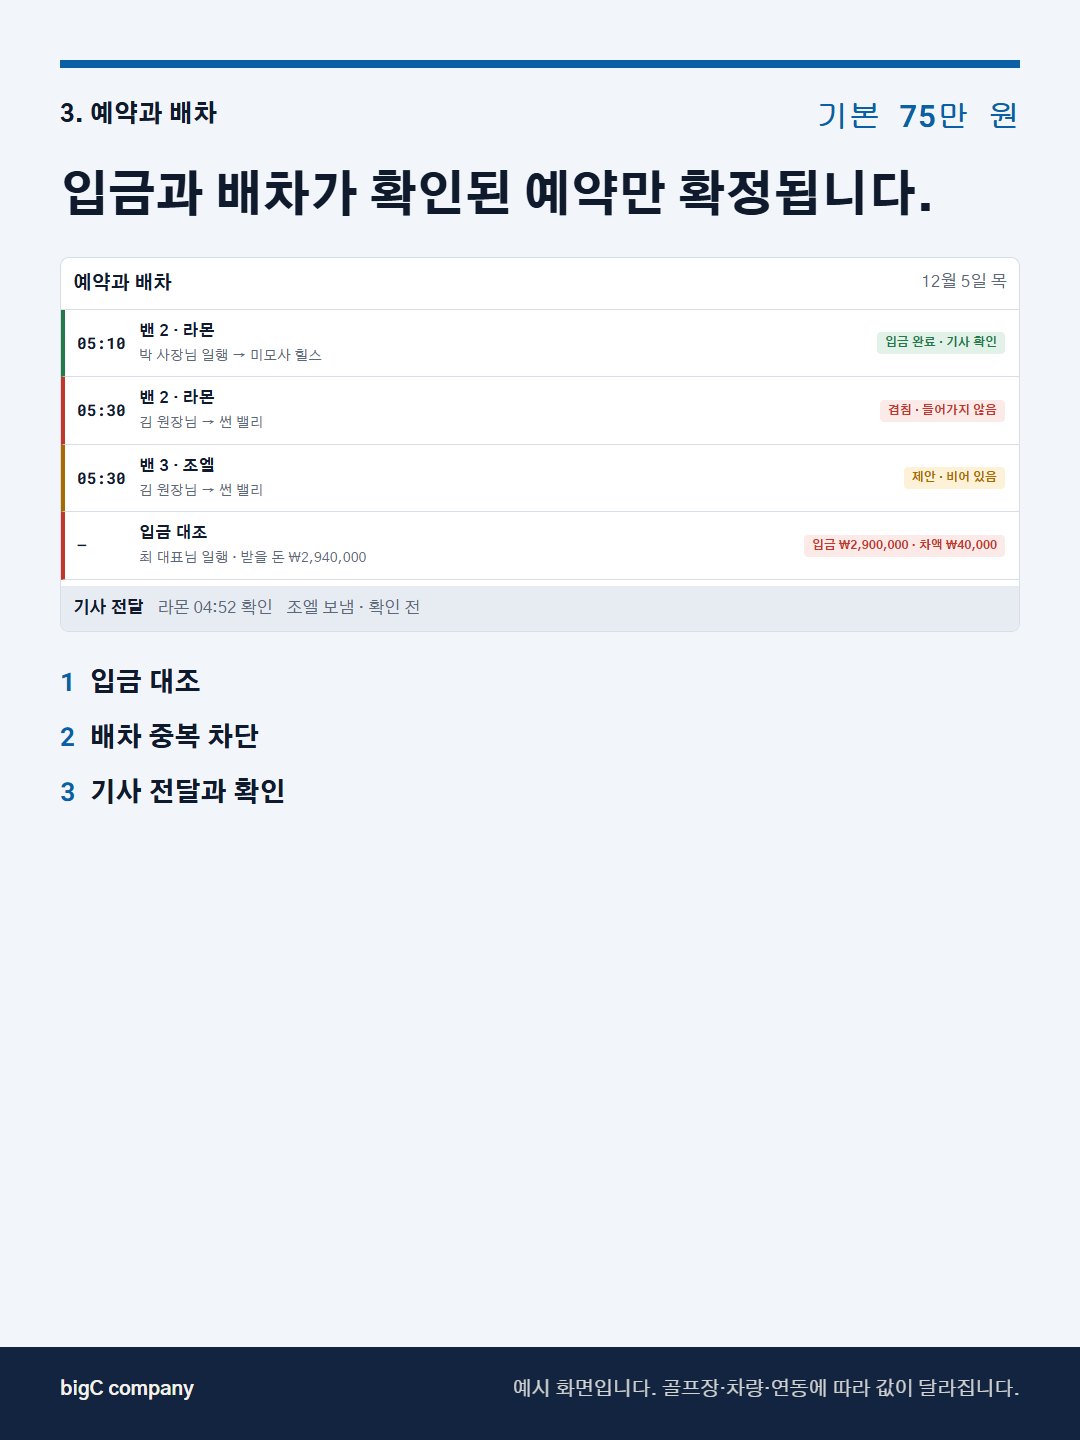 3. 예약과 배차
기본 75만 원
입금과 배차가 확인된 예약만 확정됩니다.
예약과 배차
12월 5일 목
05:10
밴 2 · 라몬
박 사장님 일행 → 미모사 힐스
입금 완료 · 기사 확인
05:30
밴 2 · 라몬
김 원장님 → 썬 밸리
겹침 · 들어가지 않음
05:30
밴 3 · 조엘
김 원장님 → 썬 밸리
제안 · 비어 있음
–
입금 대조
최 대표님 일행 · 받을 돈 ₩2,940,000
입금 ₩2,900,000 · 차액 ₩40,000
기사 전달 라몬 04:52 확인 조엘 보냄 · 확인 전
1 입금 대조
2 배차 중복 차단
3 기사 전달과 확인
bigC company
예시 화면입니다. 골프장·차량·연동에 따라 값이 달라집니다.